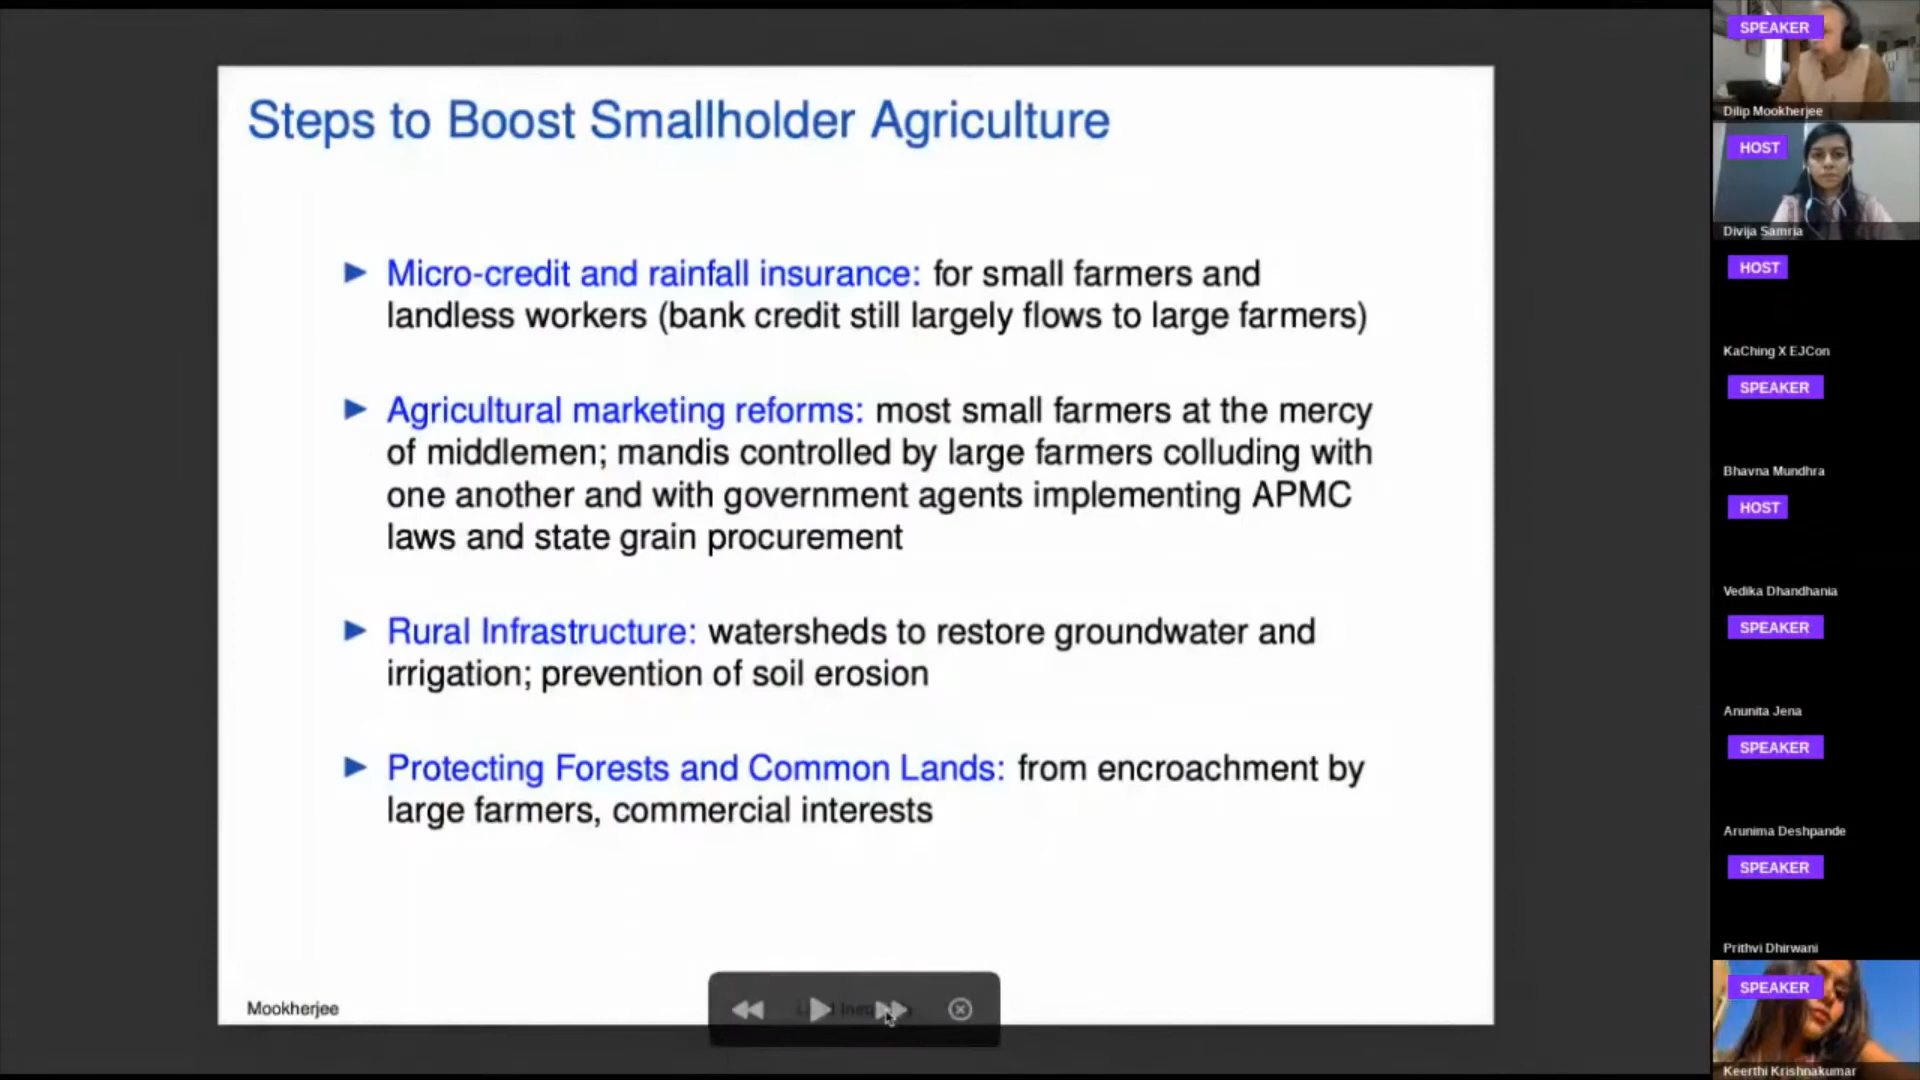 Steps to Boost Smallholder Agriculture
Micro-credit and rainfall insurance: for small farmers and
landless workers (bank credit still largely flows to large farmers)
Agricultural marketing reforms: most small farmers at the mercy
of middlemen; mandis controlled by large farmers colluding with
one another and with government agents implementing APMC
laws and state grain procurement
Rural Infrastructure: watersheds to restore groundwater and
irrigation; prevention of soil erosion
Protecting Forests and Common Lands: from encroachment by
large farmers, commercial interests
Mookherjee
SPEAKER
Dilip Mookherjee
HOST
Divija Samria
HOST
KaChing X EJCon
SPEAKER
Bhavna Mundhra
HOST
Vedika Dhandhania
SPEAKER
Anunita Jena
SPEAKER
Arunima Deshpande
SPEAKER
Prithvi Dhirwani
SPEAKER
Keerthi Krishnakumar